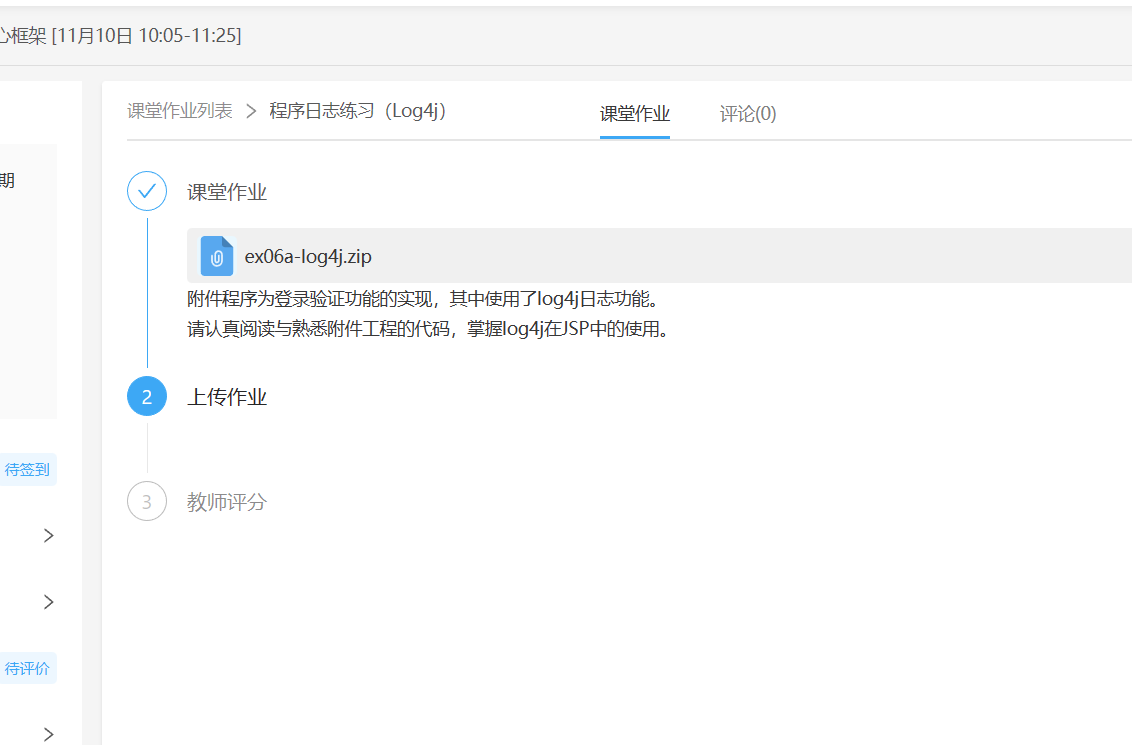 心框架 [11月10日 10:05-11:25]
课堂作业列表 > 程序日志练习（Log4j） 课堂作业 评论(0)
期
课堂作业
ex06a-log4j.zip
附件程序为登录验证功能的实现，其中使用了log4j日志功能。
请认真阅读与熟悉附件工程的代码，掌握log4j在JSP中的使用。
2 上传作业
待签到
3 教师评分
待评价